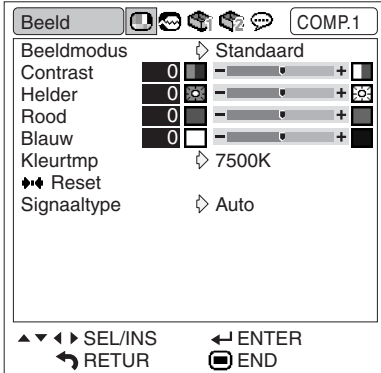 Beeld COMP.1
Beeldmodus Standaard
Contrast 0 - +
Helder 0 - +
Rood 0 - +
Blauw 0 - +
Kleurtmp 7500K
Reset
Signaaltype Auto
SEL/INS ENTER
RETUR END